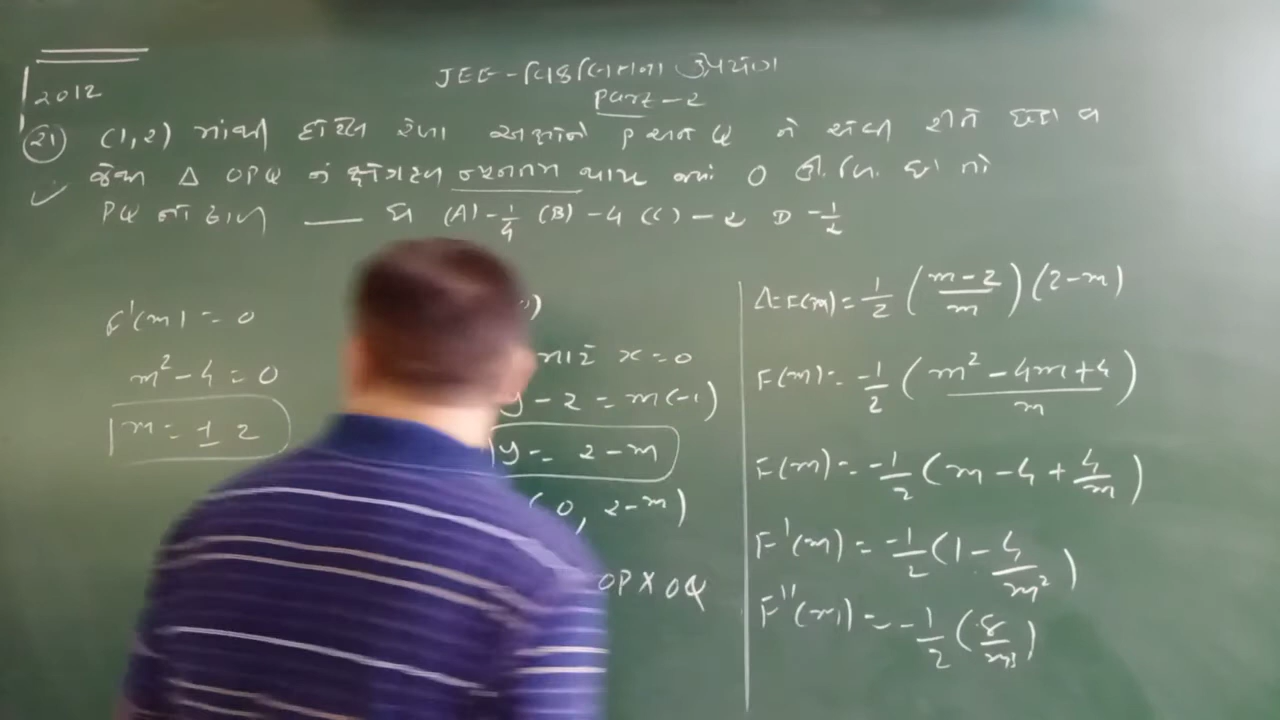 2012
JEE - વિકલનના ઉપયોગ
Part - 2
(21) (1,2) માંથી દોરેલ રેખા અક્ષોને P અને Q ને એવી રીતે છેદે
Δ OPQ નું ક્ષેત્રફળ ન્યૂનતમ થાય જ્યાં O તો
PQ નો ઢાળ ____ છે (A) -1/4 (B) -4 (C) -2 D -1/2
F'(m) = 0
m² - 4 = 0
m = ±2
માટે x = 0
y - 2 = m(-1)
y = 2 - m
(0, 2-m)
OP X OQ
Δ=F(m) = 1/2 ((m-2)/m) (2-m)
F(m) = -1/2 ((m² - 4m + 4)/m)
F(m) = -1/2 (m - 4 + 4/m)
F'(m) = -1/2 (1 - 4/m²)
F''(m) = -1/2 (8/m³)